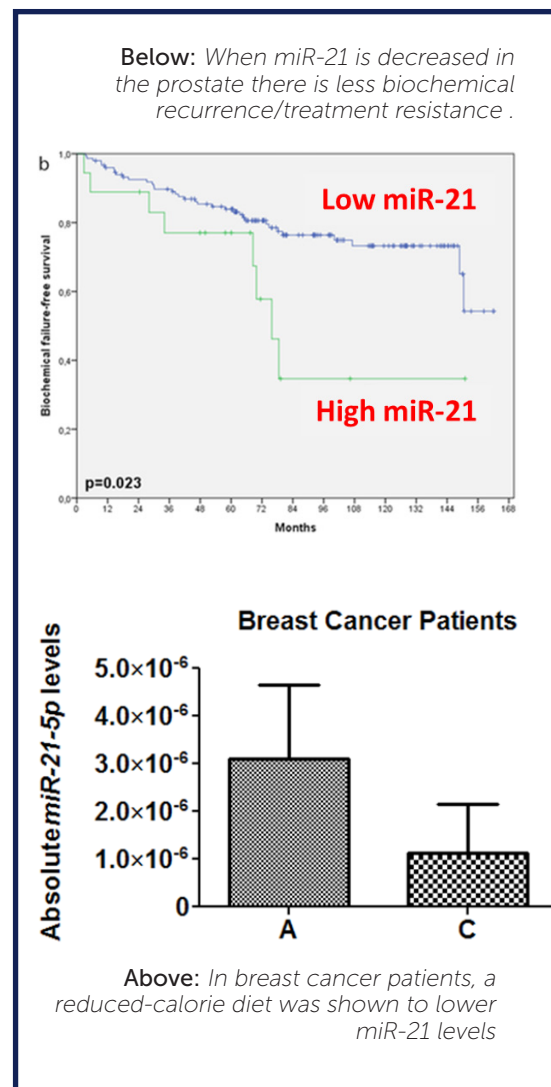 Below: When miR-21 is decreased in
the prostate there is less biochemical
recurrence/treatment resistance .
b
1,0
0,8
0,6
0,4
0,2
0,0
Biochemical failure-free survival
Low miR-21
High miR-21
p=0.023
0 12 24 36 48 60 72 84 96 108 120 132 144 156 168
Months
Breast Cancer Patients
Absolute miR-21-5p levels
5.0×10-6
4.0×10-6
3.0×10-6
2.0×10-6
1.0×10-6
0
A C
Above: In breast cancer patients, a
reduced-calorie diet was shown to lower
miR-21 levels